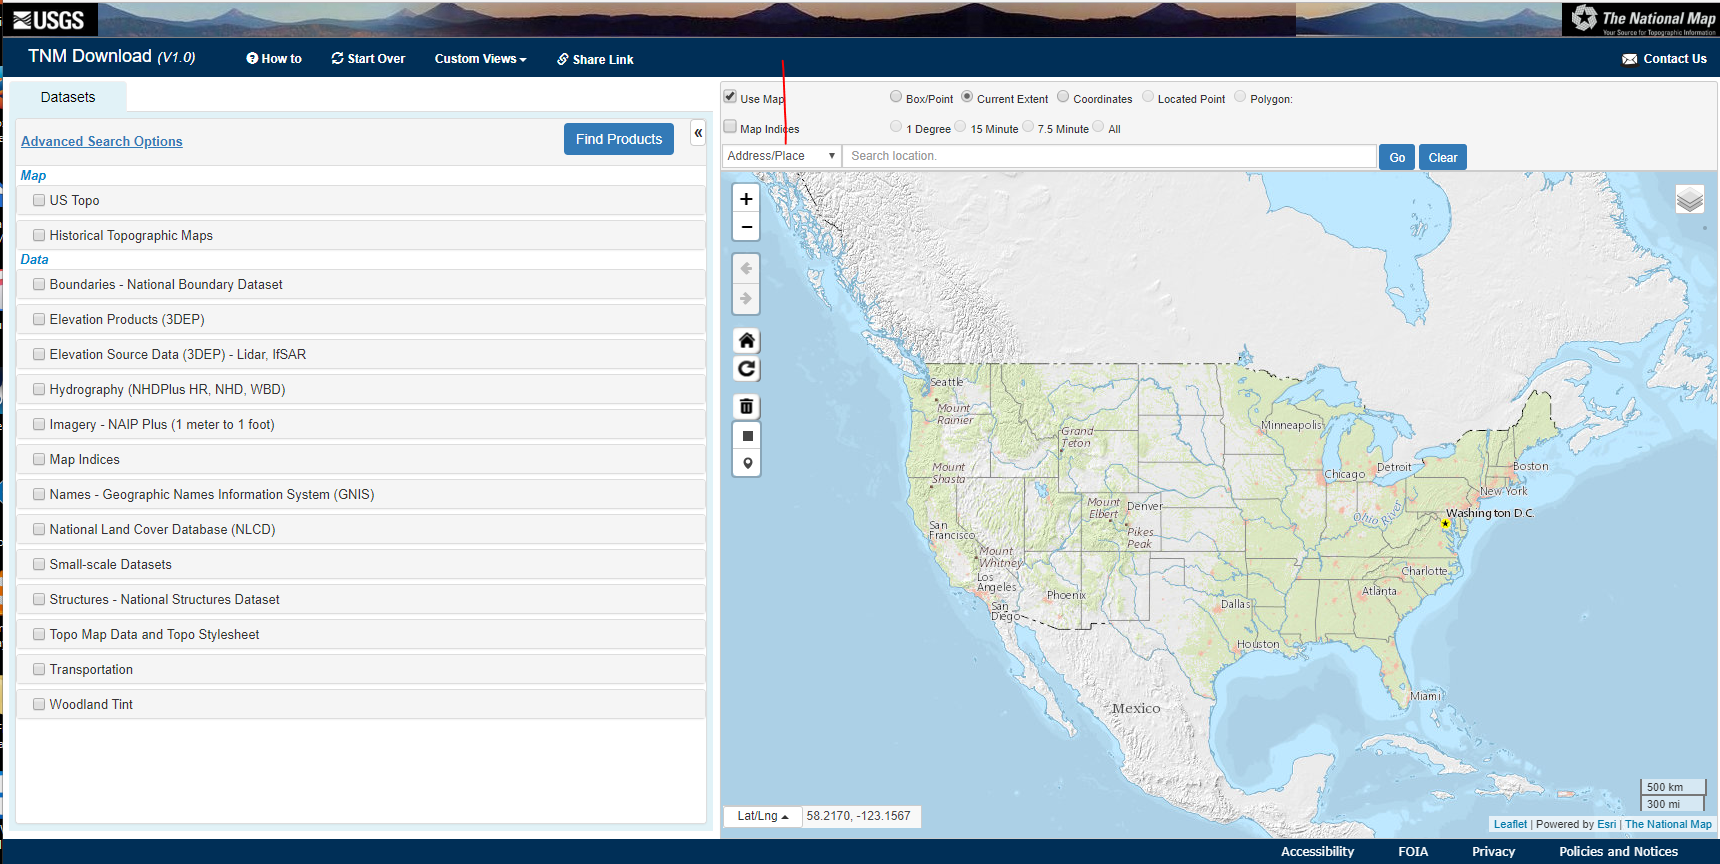 USGS
The National Map
Your Source for Topographic Information
TNM Download (V1.0)
How to
Start Over
Custom Views
Share Link
Contact Us
Datasets
Advanced Search Options
Find Products
«
Map
US Topo
Historical Topographic Maps
Data
Boundaries - National Boundary Dataset
Elevation Products (3DEP)
Elevation Source Data (3DEP) - Lidar, IfSAR
Hydrography (NHDPlus HR, NHD, WBD)
Imagery - NAIP Plus (1 meter to 1 foot)
Map Indices
Names - Geographic Names Information System (GNIS)
National Land Cover Database (NLCD)
Small-scale Datasets
Structures - National Structures Dataset
Topo Map Data and Topo Stylesheet
Transportation
Woodland Tint
Use Map
Box/Point
Current Extent
Coordinates
Located Point
Polygon:
Map Indices
1 Degree
15 Minute
7.5 Minute
All
Address/Place
Search location.
Go
Clear
+
−
Seattle
Mount
Rainier
Grand
Teton
Minneapolis
Mount
Shasta
Chicago
Detroit
Boston
New York
Mount
Elbert
Denver
Ohio River
Washington D.C.
San
Francisco
Pikes
Peak
Mount
Whitney
Los
Angeles
Charlotte
Phoenix
Atlanta
San
Diego
Dallas
Houston
Miami
Mexico
500 km
300 mi
Lat/Lng
58.2170, -123.1567
Leaflet | Powered by Esri | The National Map
Accessibility
FOIA
Privacy
Policies and Notices